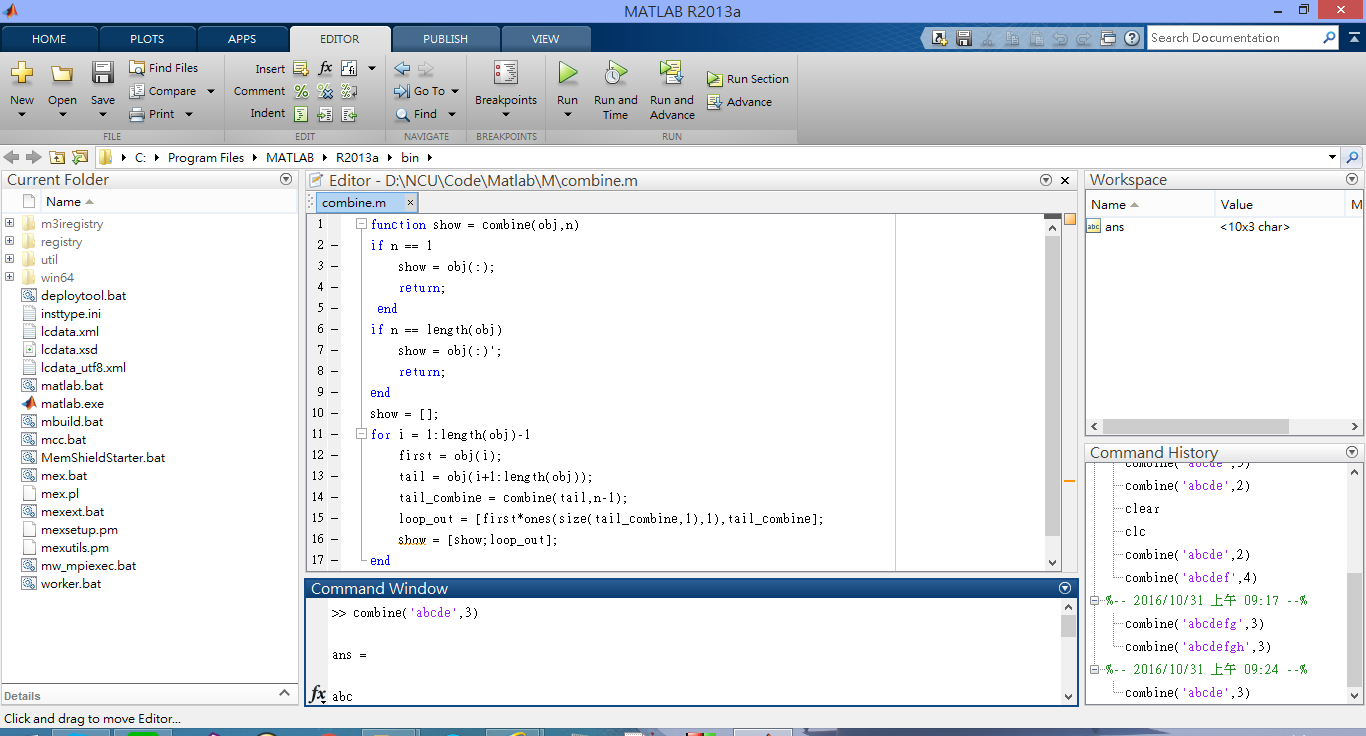 MATLAB R2013a
HOME PLOTS APPS EDITOR PUBLISH VIEW
Search Documentation
New
Open
Save
Find Files
Compare
Print
FILE
Insert
Comment
Indent
EDIT
Go To
Find
NAVIGATE
Breakpoints
BREAKPOINTS
Run
Run and Time
Run and Advance
Run Section
Advance
RUN
C: Program Files MATLAB R2013a bin
Current Folder
Name
m3iregistry
registry
util
win64
deploytool.bat
insttype.ini
lcdata.xml
lcdata.xsd
lcdata_utf8.xml
matlab.bat
matlab.exe
mbuild.bat
mcc.bat
MemShieldStarter.bat
mex.bat
mex.pl
mexext.bat
mexsetup.pm
mexutils.pm
mw_mpiexec.bat
worker.bat
Details
Click and drag to move Editor...
Editor - D:\NCU\Code\Matlab\M\combine.m
combine.m
1 function show = combine(obj,n)
2 – if n == 1
3 – show = obj(:);
4 – return;
5 – end
6 – if n == length(obj)
7 – show = obj(:)';
8 – return;
9 – end
10 – show = [];
11 – for i = 1:length(obj)-1
12 – first = obj(i);
13 – tail = obj(i+1:length(obj));
14 – tail_combine = combine(tail,n-1);
15 – loop_out = [first*ones(size(tail_combine,1),1),tail_combine];
16 – show = [show;loop_out];
17 – end
Command Window
>> combine('abcde',3)
ans =
fx abc
Workspace
Name Value M
abc ans <10x3 char>
Command History
combine('abcde',3)
combine('abcde',2)
clear
clc
combine('abcde',2)
combine('abcdef',4)
%-- 2016/10/31 上午 09:17 --%
combine('abcdefg',3)
combine('abcdefgh',3)
%-- 2016/10/31 上午 09:24 --%
combine('abcde',3)